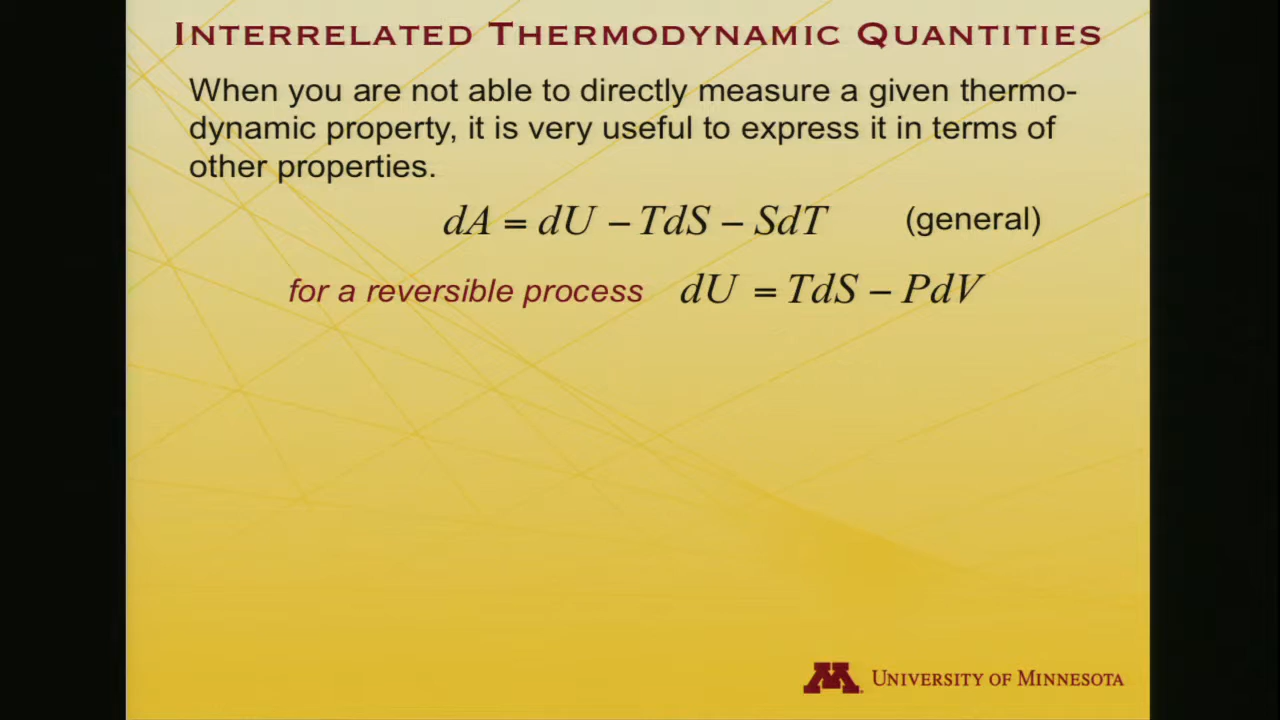 INTERRELATED THERMODYNAMIC QUANTITIES
When you are not able to directly measure a given thermo-
dynamic property, it is very useful to express it in terms of
other properties.
dA = dU − TdS − SdT (general)
for a reversible process dU = TdS − PdV
M UNIVERSITY OF MINNESOTA